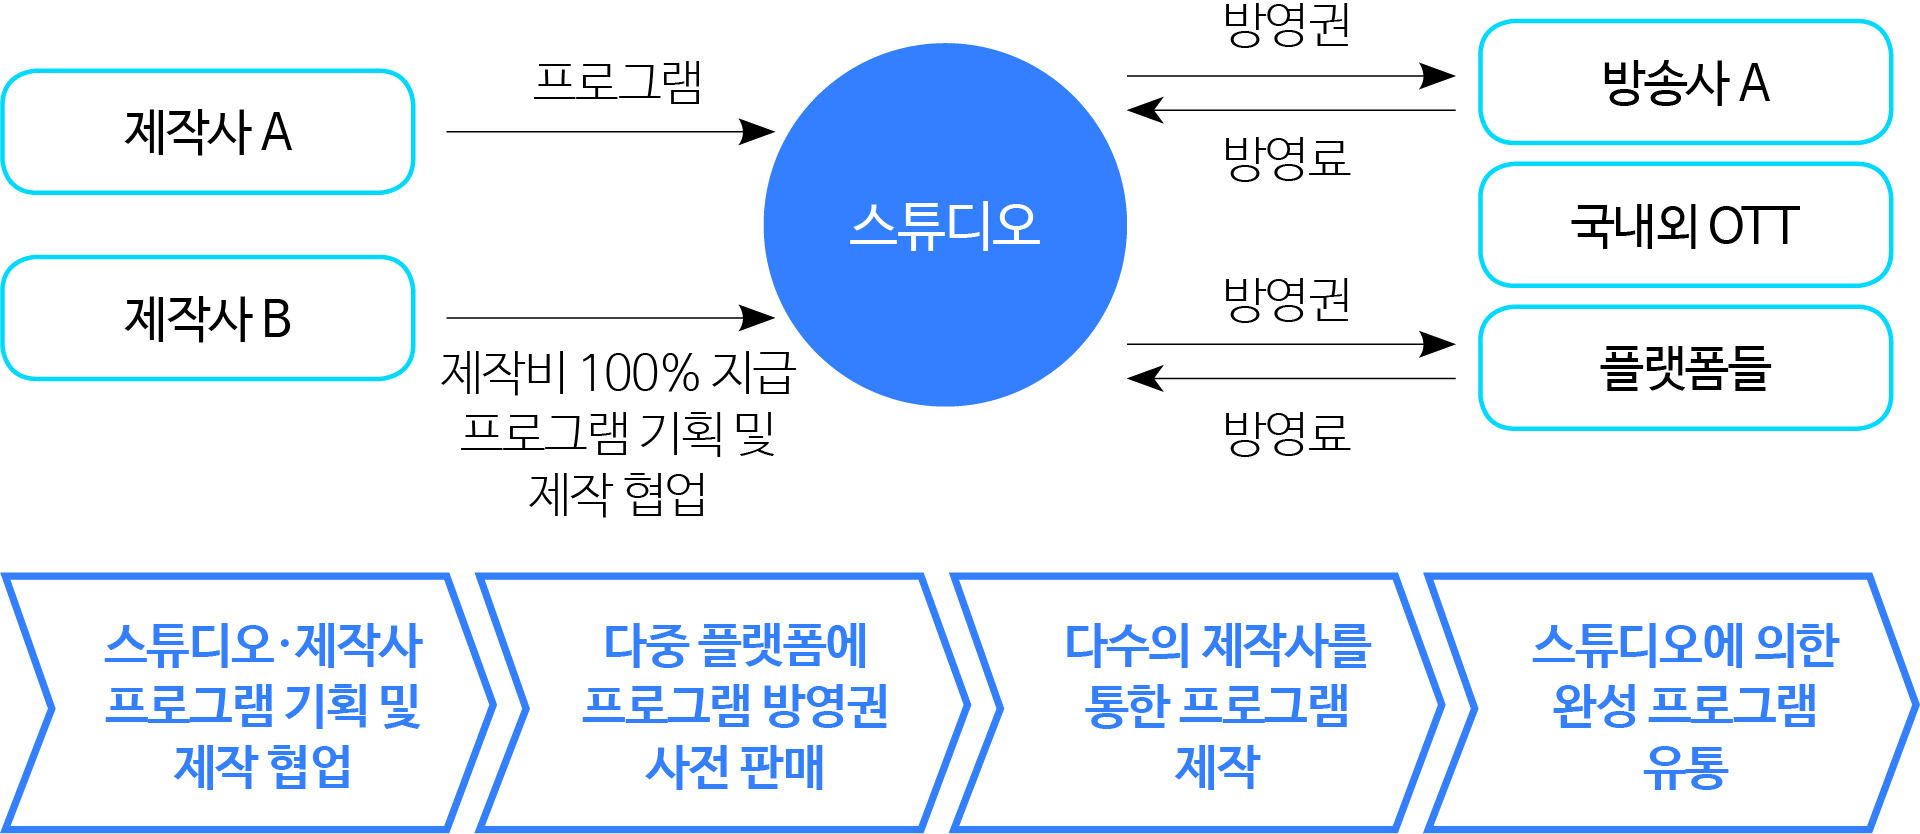 제작사 A
프로그램
제작사 B
제작비 100% 지급
프로그램 기획 및
제작 협업
스튜디오
방영권
방영료
방영권
방영료
방송사 A
국내외 OTT
플랫폼들
스튜디오·제작사
프로그램 기획 및
제작 협업
다중 플랫폼에
프로그램 방영권
사전 판매
다수의 제작사를
통한 프로그램
제작
스튜디오에 의한
완성 프로그램
유통